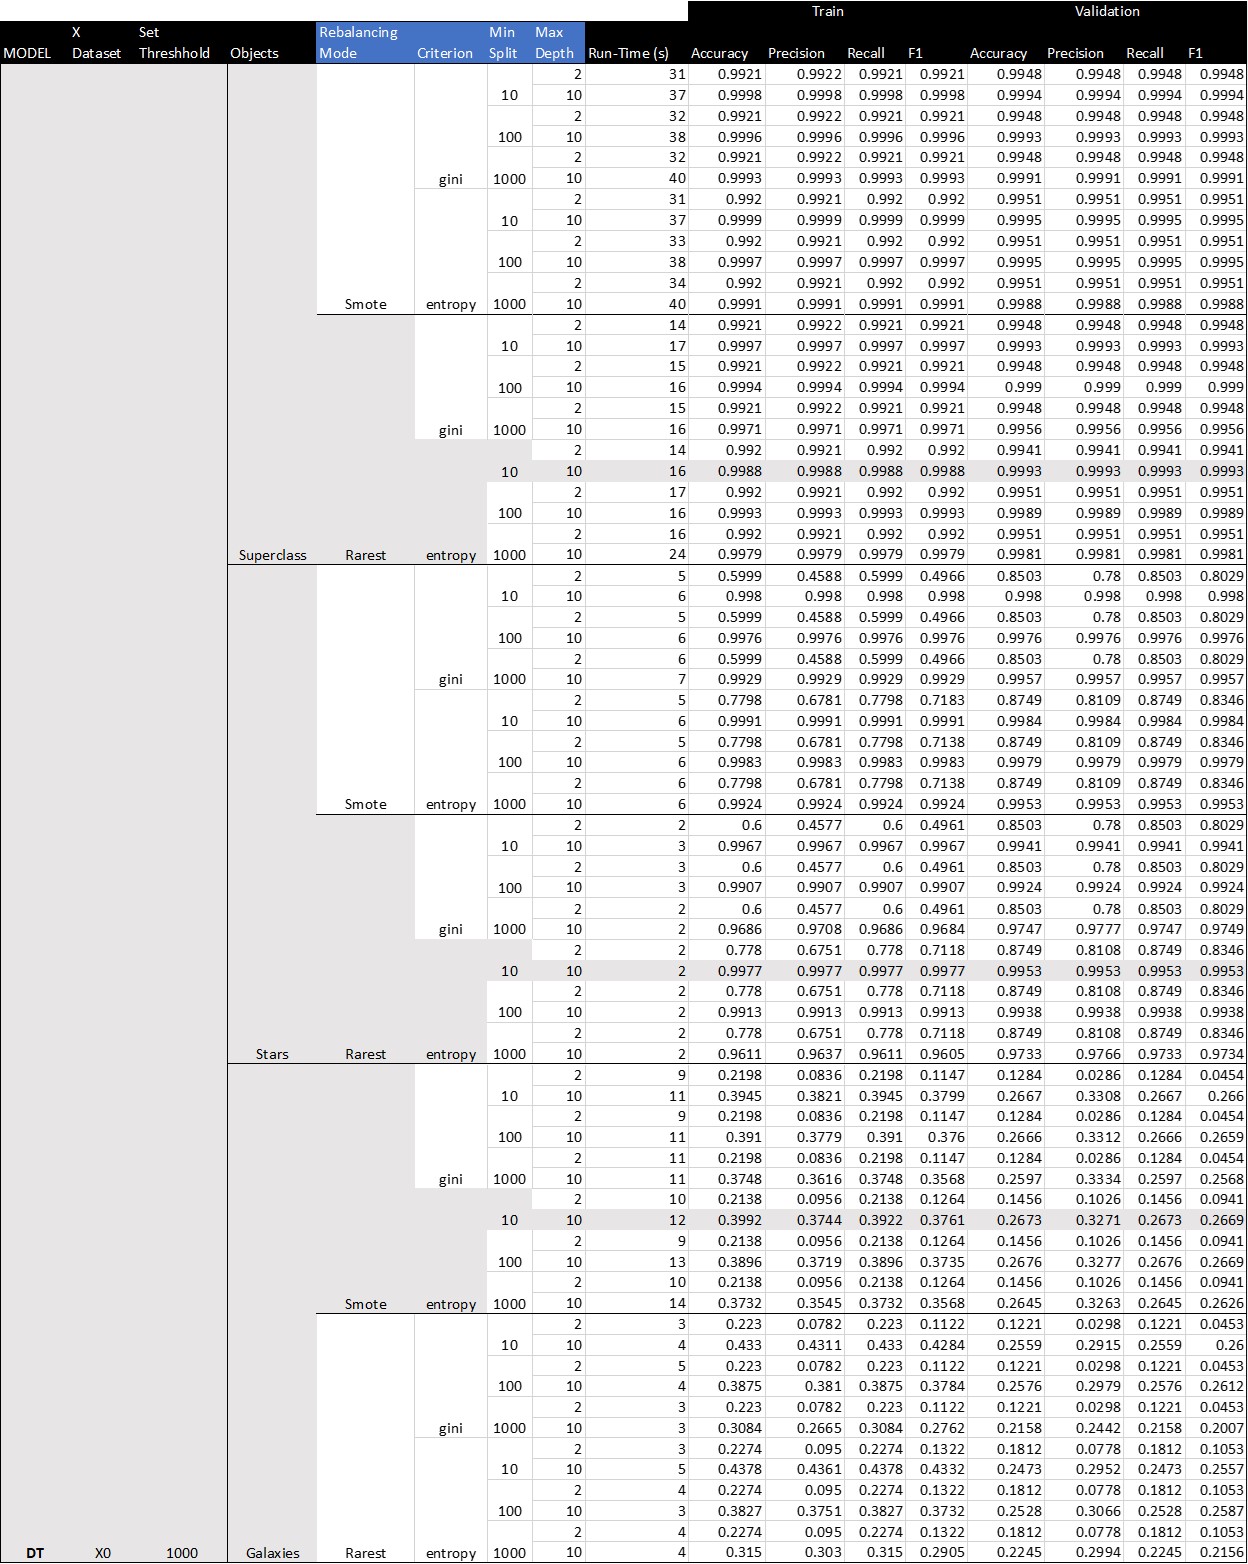 Train Validation
X Set Rebalancing Min Max
MODEL Dataset Threshhold Objects Mode Criterion Split Depth Run-Time (s) Accuracy Precision Recall F1 Accuracy Precision Recall F1
2 31 0.9921 0.9922 0.9921 0.9921 0.9948 0.9948 0.9948 0.9948
10 10 37 0.9998 0.9998 0.9998 0.9998 0.9994 0.9994 0.9994 0.9994
2 32 0.9921 0.9922 0.9921 0.9921 0.9948 0.9948 0.9948 0.9948
100 10 38 0.9996 0.9996 0.9996 0.9996 0.9993 0.9993 0.9993 0.9993
2 32 0.9921 0.9922 0.9921 0.9921 0.9948 0.9948 0.9948 0.9948
gini 1000 10 40 0.9993 0.9993 0.9993 0.9993 0.9991 0.9991 0.9991 0.9991
2 31 0.992 0.9921 0.992 0.992 0.9951 0.9951 0.9951 0.9951
10 10 37 0.9999 0.9999 0.9999 0.9999 0.9995 0.9995 0.9995 0.9995
2 33 0.992 0.9921 0.992 0.992 0.9951 0.9951 0.9951 0.9951
100 10 38 0.9997 0.9997 0.9997 0.9997 0.9995 0.9995 0.9995 0.9995
2 34 0.992 0.9921 0.992 0.992 0.9951 0.9951 0.9951 0.9951
Smote entropy 1000 10 40 0.9991 0.9991 0.9991 0.9991 0.9988 0.9988 0.9988 0.9988
2 14 0.9921 0.9922 0.9921 0.9921 0.9948 0.9948 0.9948 0.9948
10 10 17 0.9997 0.9997 0.9997 0.9997 0.9993 0.9993 0.9993 0.9993
2 15 0.9921 0.9922 0.9921 0.9921 0.9948 0.9948 0.9948 0.9948
100 10 16 0.9994 0.9994 0.9994 0.9994 0.999 0.999 0.999 0.999
2 15 0.9921 0.9922 0.9921 0.9921 0.9948 0.9948 0.9948 0.9948
gini 1000 10 16 0.9971 0.9971 0.9971 0.9971 0.9956 0.9956 0.9956 0.9956
2 14 0.992 0.9921 0.992 0.992 0.9941 0.9941 0.9941 0.9941
10 10 16 0.9988 0.9988 0.9988 0.9988 0.9993 0.9993 0.9993 0.9993
2 17 0.992 0.9921 0.992 0.992 0.9951 0.9951 0.9951 0.9951
100 10 16 0.9993 0.9993 0.9993 0.9993 0.9989 0.9989 0.9989 0.9989
2 16 0.992 0.9921 0.992 0.992 0.9951 0.9951 0.9951 0.9951
Superclass Rarest entropy 1000 10 24 0.9979 0.9979 0.9979 0.9979 0.9981 0.9981 0.9981 0.9981
2 5 0.5999 0.4588 0.5999 0.4966 0.8503 0.78 0.8503 0.8029
10 10 6 0.998 0.998 0.998 0.998 0.998 0.998 0.998 0.998
2 5 0.5999 0.4588 0.5999 0.4966 0.8503 0.78 0.8503 0.8029
100 10 6 0.9976 0.9976 0.9976 0.9976 0.9976 0.9976 0.9976 0.9976
2 6 0.5999 0.4588 0.5999 0.4966 0.8503 0.78 0.8503 0.8029
gini 1000 10 7 0.9929 0.9929 0.9929 0.9929 0.9957 0.9957 0.9957 0.9957
2 5 0.7798 0.6781 0.7798 0.7183 0.8749 0.8109 0.8749 0.8346
10 10 6 0.9991 0.9991 0.9991 0.9991 0.9984 0.9984 0.9984 0.9984
2 5 0.7798 0.6781 0.7798 0.7138 0.8749 0.8109 0.8749 0.8346
100 10 6 0.9983 0.9983 0.9983 0.9983 0.9979 0.9979 0.9979 0.9979
2 6 0.7798 0.6781 0.7798 0.7138 0.8749 0.8109 0.8749 0.8346
Smote entropy 1000 10 6 0.9924 0.9924 0.9924 0.9924 0.9953 0.9953 0.9953 0.9953
2 2 0.6 0.4577 0.6 0.4961 0.8503 0.78 0.8503 0.8029
10 10 3 0.9967 0.9967 0.9967 0.9967 0.9941 0.9941 0.9941 0.9941
2 3 0.6 0.4577 0.6 0.4961 0.8503 0.78 0.8503 0.8029
100 10 3 0.9907 0.9907 0.9907 0.9907 0.9924 0.9924 0.9924 0.9924
2 2 0.6 0.4577 0.6 0.4961 0.8503 0.78 0.8503 0.8029
gini 1000 10 2 0.9686 0.9708 0.9686 0.9684 0.9747 0.9777 0.9747 0.9749
2 2 0.778 0.6751 0.778 0.7118 0.8749 0.8108 0.8749 0.8346
10 10 2 0.9977 0.9977 0.9977 0.9977 0.9953 0.9953 0.9953 0.9953
2 2 0.778 0.6751 0.778 0.7118 0.8749 0.8108 0.8749 0.8346
100 10 2 0.9913 0.9913 0.9913 0.9913 0.9938 0.9938 0.9938 0.9938
2 2 0.778 0.6751 0.778 0.7118 0.8749 0.8108 0.8749 0.8346
Stars Rarest entropy 1000 10 2 0.9611 0.9637 0.9611 0.9605 0.9733 0.9766 0.9733 0.9734
2 9 0.2198 0.0836 0.2198 0.1147 0.1284 0.0286 0.1284 0.0454
10 10 11 0.3945 0.3821 0.3945 0.3799 0.2667 0.3308 0.2667 0.266
2 9 0.2198 0.0836 0.2198 0.1147 0.1284 0.0286 0.1284 0.0454
100 10 11 0.391 0.3779 0.391 0.376 0.2666 0.3312 0.2666 0.2659
2 11 0.2198 0.0836 0.2198 0.1147 0.1284 0.0286 0.1284 0.0454
gini 1000 10 11 0.3748 0.3616 0.3748 0.3568 0.2597 0.3334 0.2597 0.2568
2 10 0.2138 0.0956 0.2138 0.1264 0.1456 0.1026 0.1456 0.0941
10 10 12 0.3992 0.3744 0.3922 0.3761 0.2673 0.3271 0.2673 0.2669
2 9 0.2138 0.0956 0.2138 0.1264 0.1456 0.1026 0.1456 0.0941
100 10 13 0.3896 0.3719 0.3896 0.3735 0.2676 0.3277 0.2676 0.2669
2 10 0.2138 0.0956 0.2138 0.1264 0.1456 0.1026 0.1456 0.0941
Smote entropy 1000 10 14 0.3732 0.3545 0.3732 0.3568 0.2645 0.3263 0.2645 0.2626
2 3 0.223 0.0782 0.223 0.1122 0.1221 0.0298 0.1221 0.0453
10 10 4 0.433 0.4311 0.433 0.4284 0.2559 0.2915 0.2559 0.26
2 5 0.223 0.0782 0.223 0.1122 0.1221 0.0298 0.1221 0.0453
100 10 4 0.3875 0.381 0.3875 0.3784 0.2576 0.2979 0.2576 0.2612
2 3 0.223 0.0782 0.223 0.1122 0.1221 0.0298 0.1221 0.0453
gini 1000 10 3 0.3084 0.2665 0.3084 0.2762 0.2158 0.2442 0.2158 0.2007
2 3 0.2274 0.095 0.2274 0.1322 0.1812 0.0778 0.1812 0.1053
10 10 5 0.4378 0.4361 0.4378 0.4332 0.2473 0.2952 0.2473 0.2557
2 4 0.2274 0.095 0.2274 0.1322 0.1812 0.0778 0.1812 0.1053
100 10 3 0.3827 0.3751 0.3827 0.3732 0.2528 0.3066 0.2528 0.2587
2 4 0.2274 0.095 0.2274 0.1322 0.1812 0.0778 0.1812 0.1053
DT X0 1000 Galaxies Rarest entropy 1000 10 4 0.315 0.303 0.315 0.2905 0.2245 0.2994 0.2245 0.2156